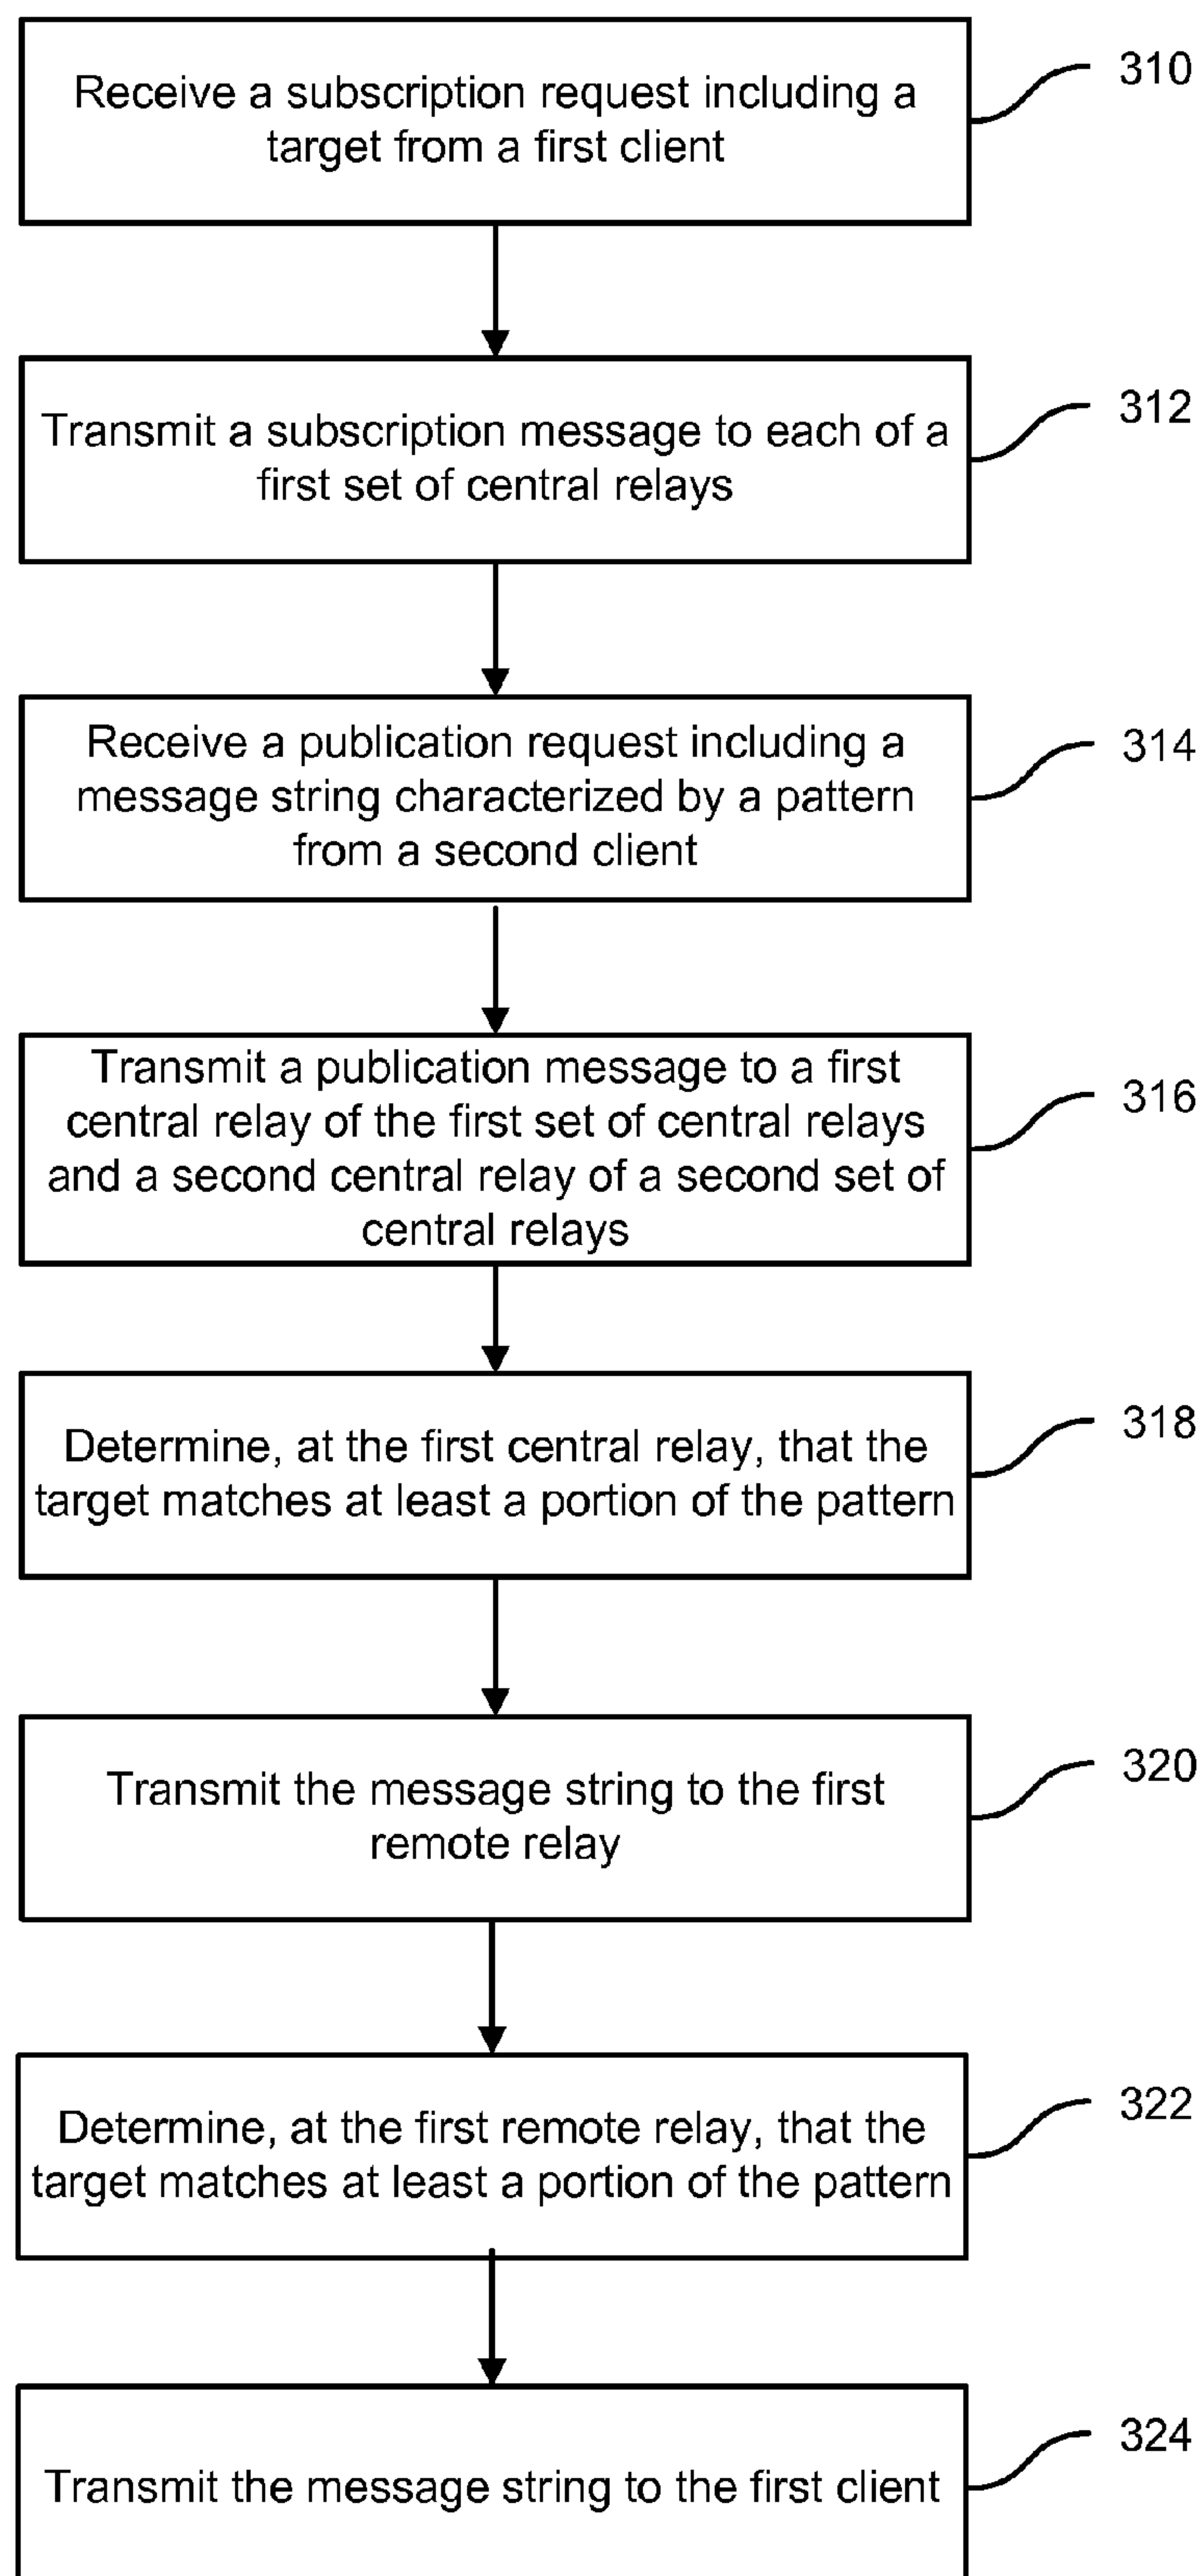 Receive a subscription request including a
target from a first client
310
Transmit a subscription message to each of a
first set of central relays
312
Receive a publication request including a
message string characterized by a pattern
from a second client
314
Transmit a publication message to a first
central relay of the first set of central relays
and a second central relay of a second set of
central relays
316
Determine, at the first central relay, that the
target matches at least a portion of the pattern
318
Transmit the message string to the first
remote relay
320
Determine, at the first remote relay, that the
target matches at least a portion of the pattern
322
Transmit the message string to the first client
324